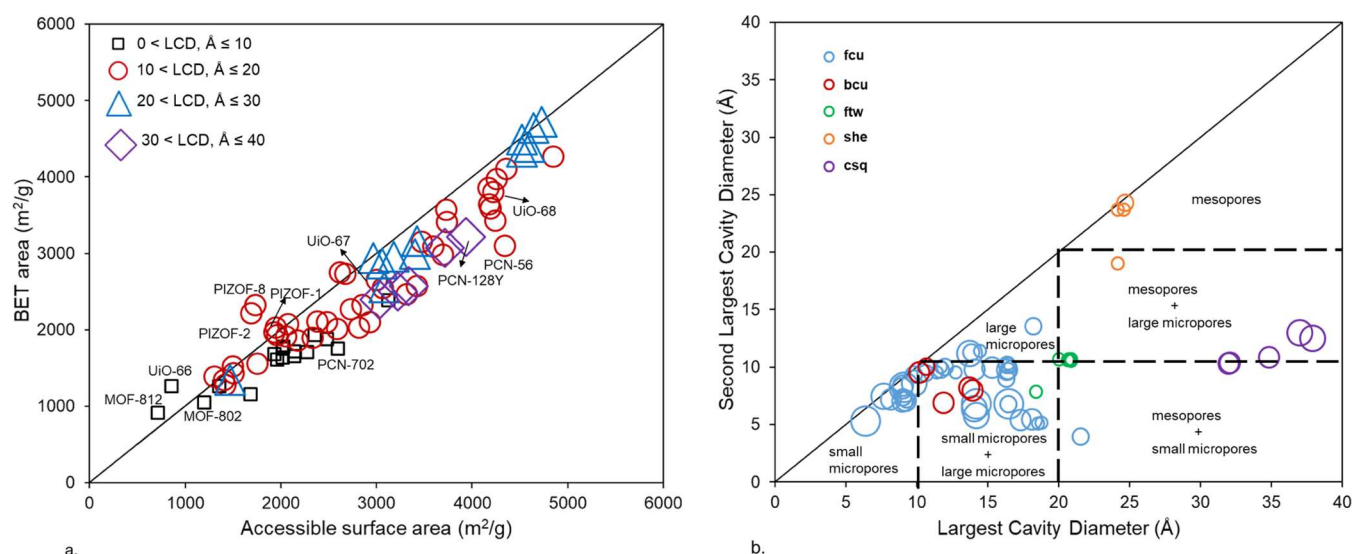 6000
5000
4000
3000
2000
1000
0
BET area (m²/g)
0 < LCD, Å ≤ 10
10 < LCD, Å ≤ 20
20 < LCD, Å ≤ 30
30 < LCD, Å ≤ 40
UiO-68
UiO-67
PCN-56
PCN-128Y
PIZOF-8
PIZOF-1
PIZOF-2
PCN-702
UiO-66
MOF-812
MOF-802
0 1000 2000 3000 4000 5000 6000
Accessible surface area (m²/g)
a.
40
35
30
25
20
15
10
5
0
Second Largest Cavity Diameter (Å)
fcu
bcu
ftw
she
csq
mesopores
mesopores
+
large micropores
large
micropores
mesopores
+
small micropores
small micropores
+
large micropores
small
micropores
0 5 10 15 20 25 30 35 40
Largest Cavity Diameter (Å)
b.